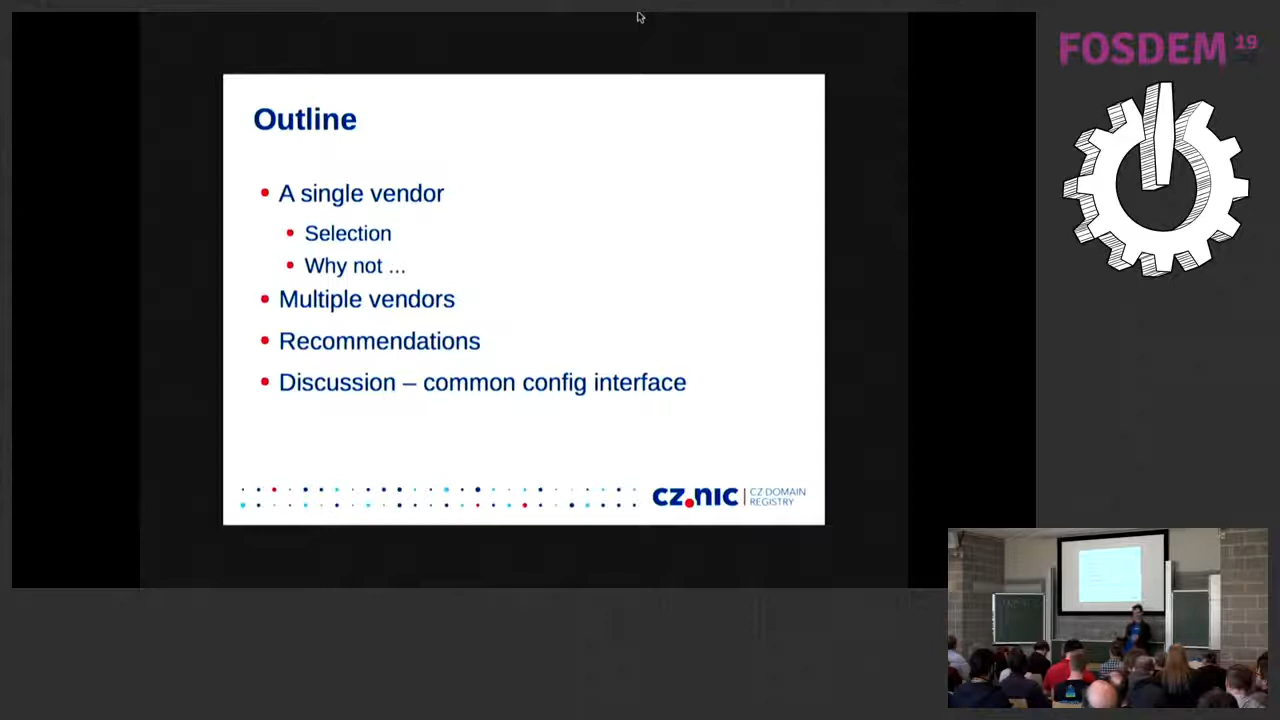 FOSDEM 19
Outline
A single vendor
Selection
Why not ...
Multiple vendors
Recommendations
Discussion – common config interface
CZ.NIC | CZ DOMAIN
REGISTRY